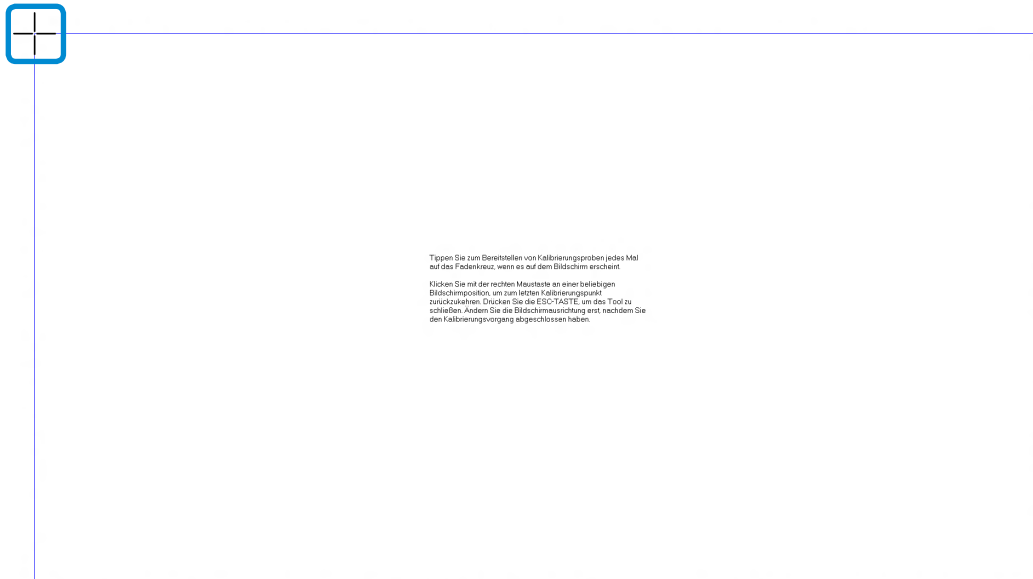 Tippen Sie zum Bereitstellen von Kalibrierungsproben jedes Mal
auf das Fadenkreuz, wenn es auf dem Bildschirm erscheint.
Klicken Sie mit der rechten Maustaste an einer beliebigen
Bildschirmposition, um zum letzten Kalibrierungspunkt
zurückzukehren. Drücken Sie die ESC-TASTE, um das Tool zu
schließen. Ändern Sie die Bildschirmausrichtung erst, nachdem Sie
den Kalibrierungsvorgang abgeschlossen haben.